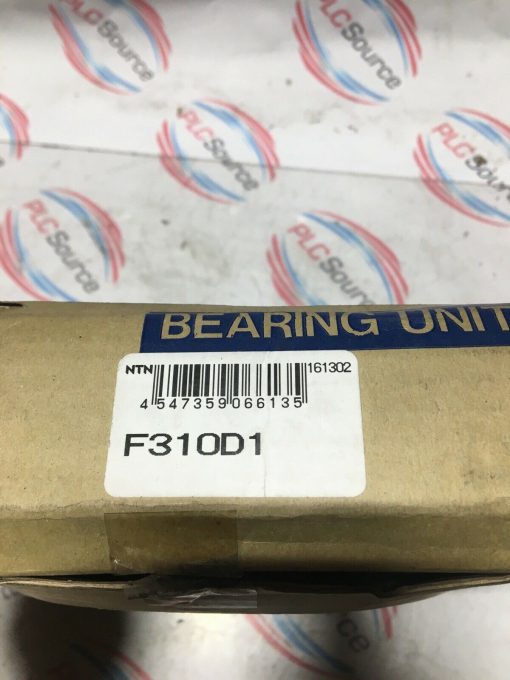 PLC Source
PLC Source
PLC Source
PLC Source
PLC Source
PLC Source
BEARING UNIT
NTN
161302
4 547359 066135
F310D1